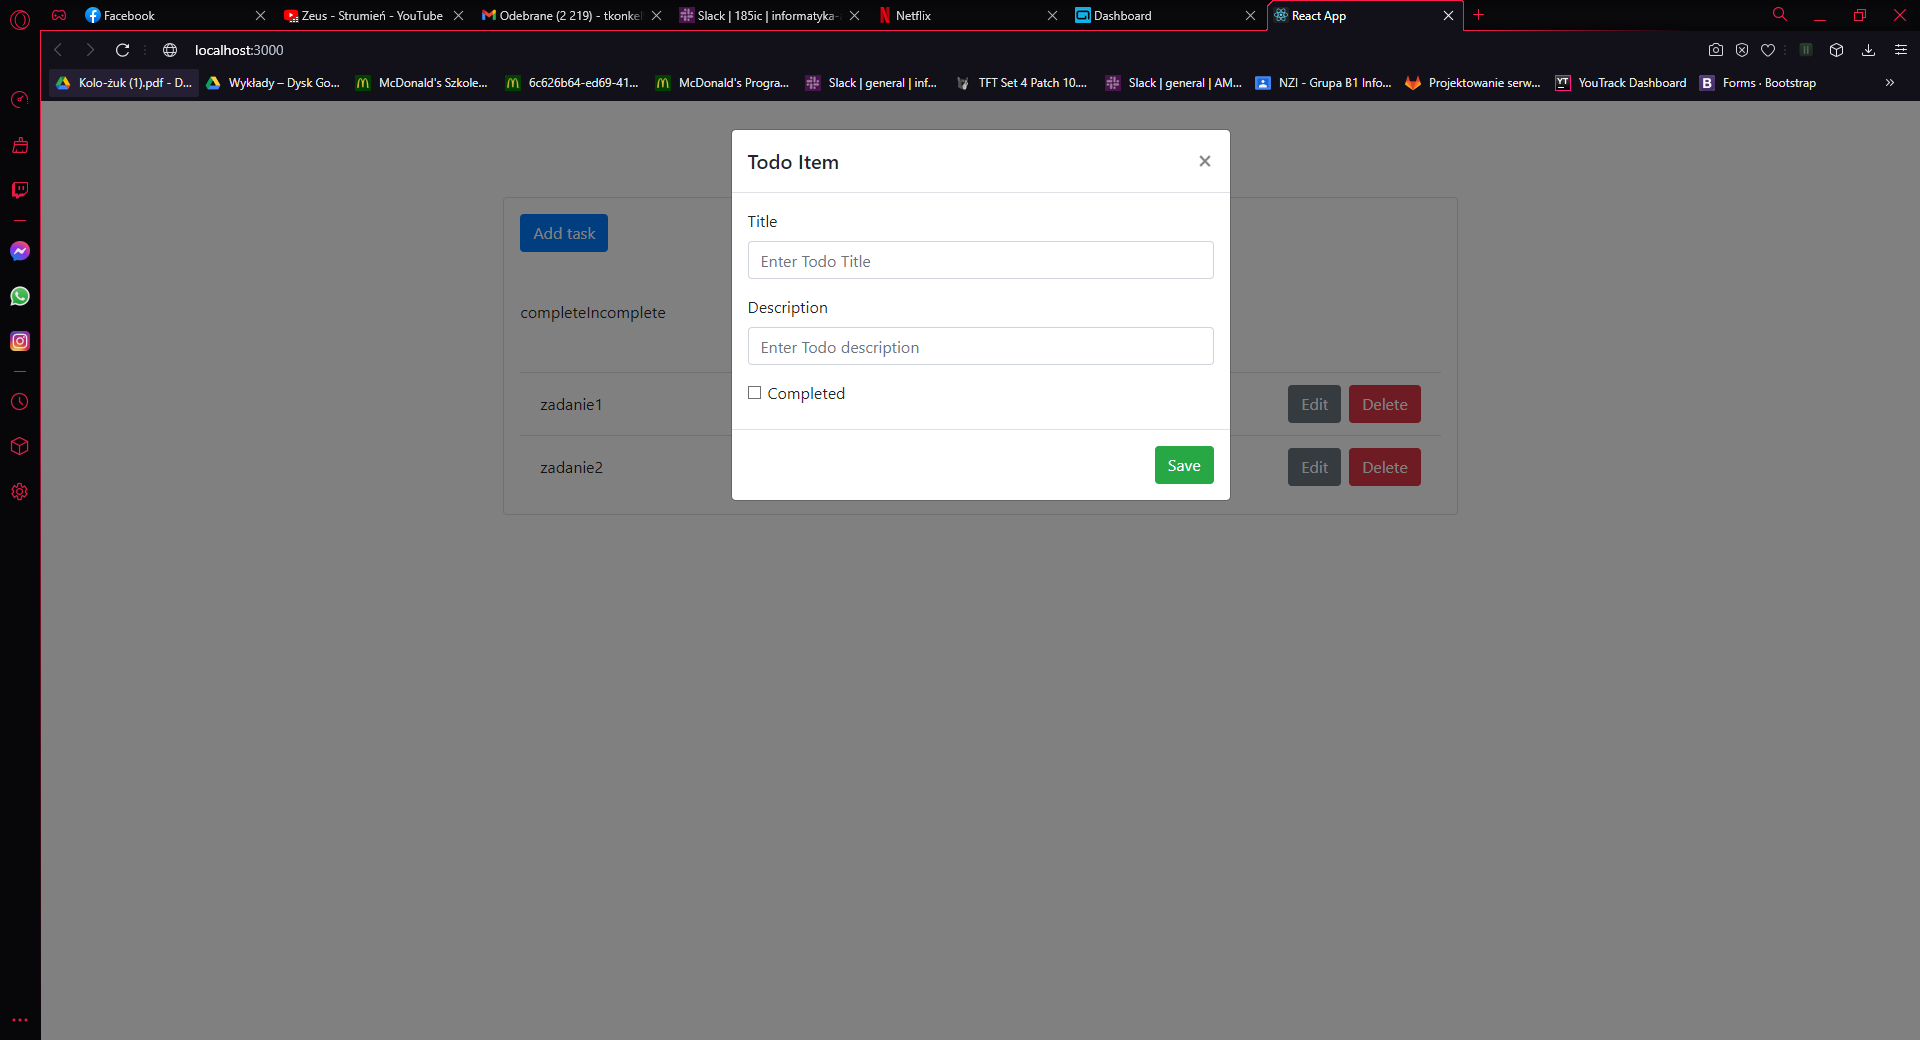 Facebook
Zeus - Strumień - YouTube
Odebrane (2 219) - tkonkel
Slack | 185ic | informatyka-
Netflix
Dashboard
React App
localhost:3000
Kolo-żuk (1).pdf - D...
Wykłady – Dysk Go...
McDonald's Szkole...
6c626b64-ed69-41...
McDonald's Progra...
Slack | general | inf...
TFT Set 4 Patch 10....
Slack | general | AM...
NZI - Grupa B1 Info...
Projektowanie serw...
YT
YouTrack Dashboard
B
Forms · Bootstrap
»
Todo Item
×
Title
Enter Todo Title
Description
Enter Todo description
Completed
Save
Add task
completeIncomplete
zadanie1
Edit
Delete
zadanie2
Edit
Delete